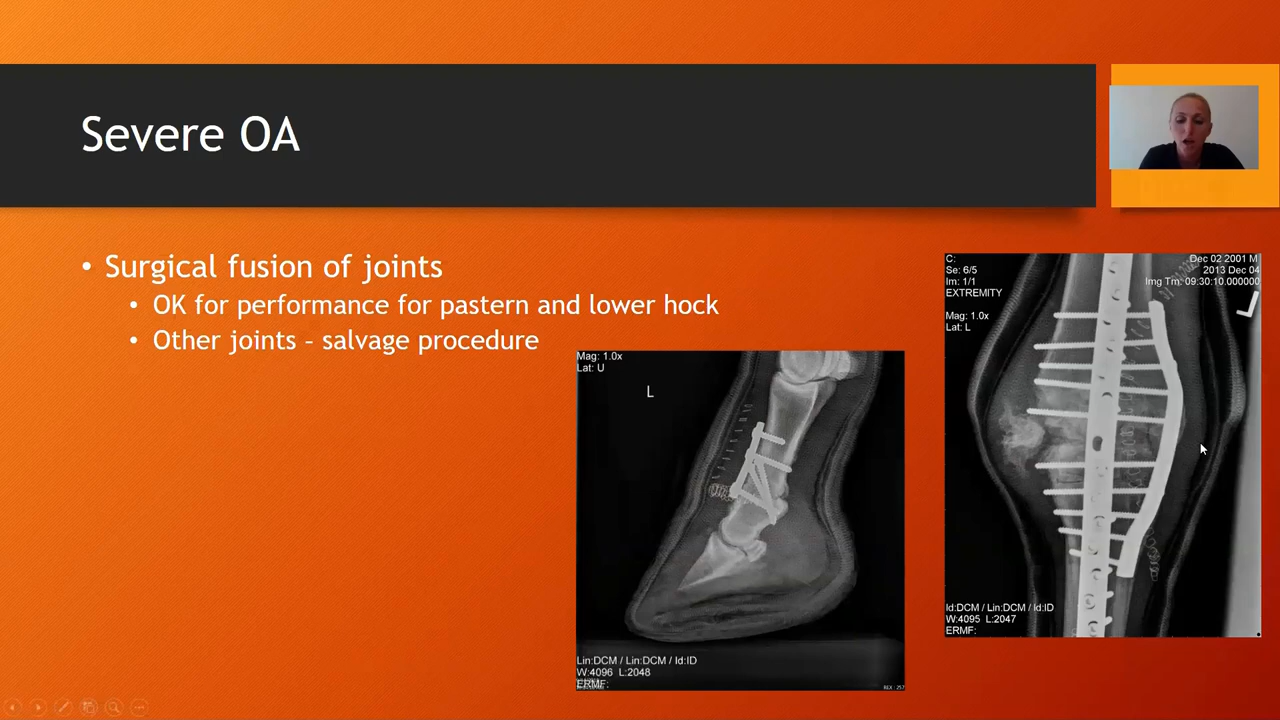 Severe OA
• Surgical fusion of joints
• OK for performance for pastern and lower hock
• Other joints – salvage procedure
Mag: 1.0x
Lat: U
L
Lin:DCM / Lin:DCM / Id:ID
W:4096 L:2048
ERMF:
C:
Se: 6/5
Im: 1/1
EXTREMITY
Mag: 1.0x
Lat: L
Dec 02 2001 M
2013 Dec 04
Img Tm: 09:30:10.000000
L
Id:DCM / Lin:DCM / Id:ID
W:4095 L:2047
ERMF: